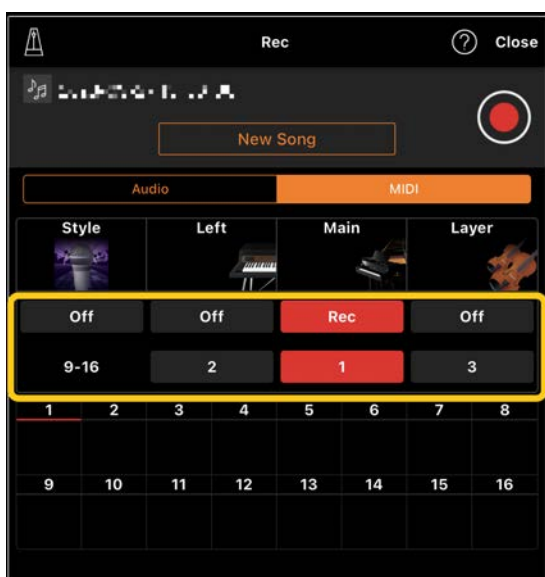 Rec ? Close
New Song
Audio MIDI
Style Left Main Layer
Off Off Rec Off
9-16 2 1 3
1 2 3 4 5 6 7 8
9 10 11 12 13 14 15 16